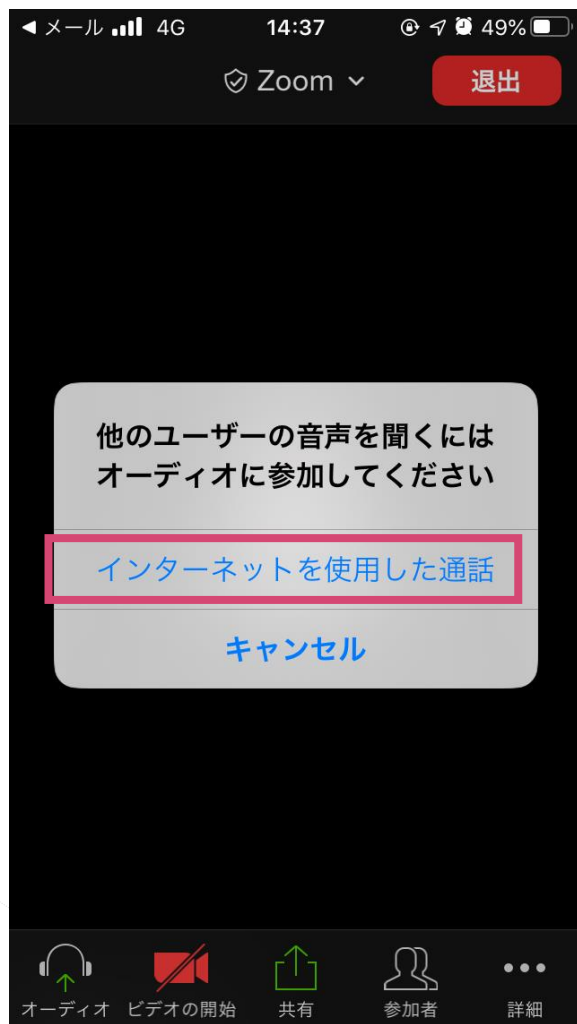 メール 4G 14:37 49%
Zoom 退出
他のユーザーの音声を聞くには
オーディオに参加してください
インターネットを使用した通話
キャンセル
オーディオ ビデオの開始 共有 参加者 詳細